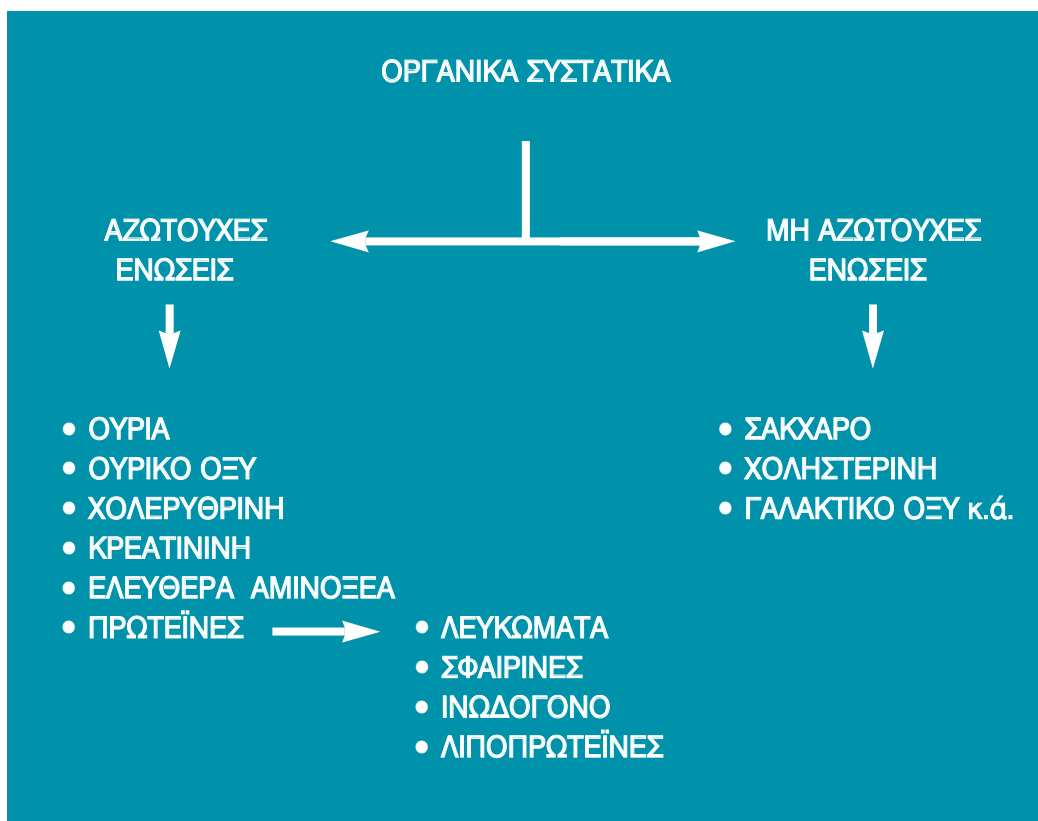 ΟΡΓΑΝΙΚΑ ΣΥΣΤΑΤΙΚΑ
ΑΖΩΤΟΥΧΕΣ
ΕΝΩΣΕΙΣ
ΜΗ ΑΖΩΤΟΥΧΕΣ
ΕΝΩΣΕΙΣ
• ΟΥΡΙΑ
• ΟΥΡΙΚΟ ΟΞΥ
• ΧΟΛΕΡΥΘΡΙΝΗ
• ΚΡΕΑΤΙΝΙΝΗ
• ΕΛΕΥΘΕΡΑ ΑΜΙΝΟΞΕΑ
• ΠΡΩΤΕΪΝΕΣ
• ΛΕΥΚΩΜΑΤΑ
• ΣΦΑΙΡΙΝΕΣ
• ΙΝΩΔΟΓΟΝΟ
• ΛΙΠΟΠΡΩΤΕΪΝΕΣ
• ΣΑΚΧΑΡΟ
• ΧΟΛΗΣΤΕΡΙΝΗ
• ΓΑΛΑΚΤΙΚΟ ΟΞΥ κ.ά.